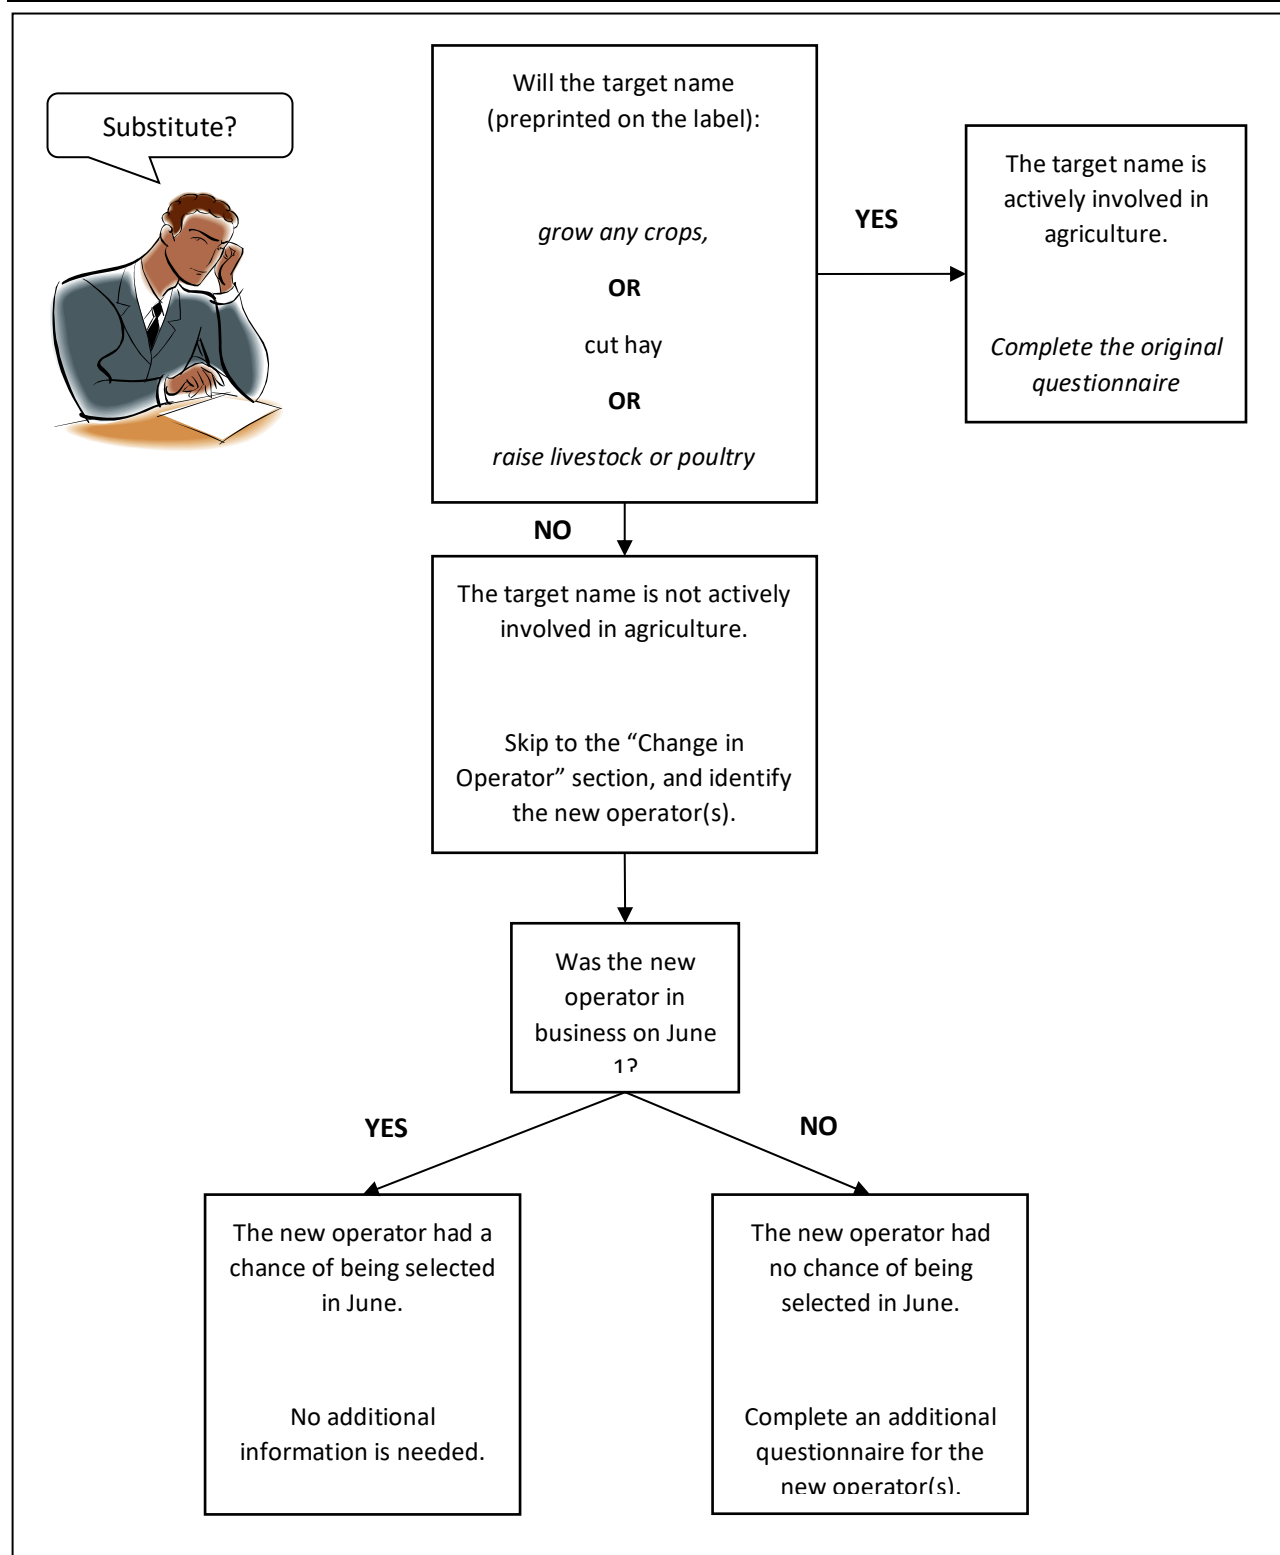 Substitute?
Will the target name
(preprinted on the label):
grow any crops,
OR
cut hay
OR
raise livestock or poultry
YES
The target name is
actively involved in
agriculture.
Complete the original
questionnaire
NO
The target name is not actively
involved in agriculture.
Skip to the “Change in
Operator” section, and identify
the new operator(s).
Was the new
operator in
business on June
1?
YES
NO
The new operator had a
chance of being selected
in June.
No additional
information is needed.
The new operator had
no chance of being
selected in June.
Complete an additional
questionnaire for the
new operator(s).